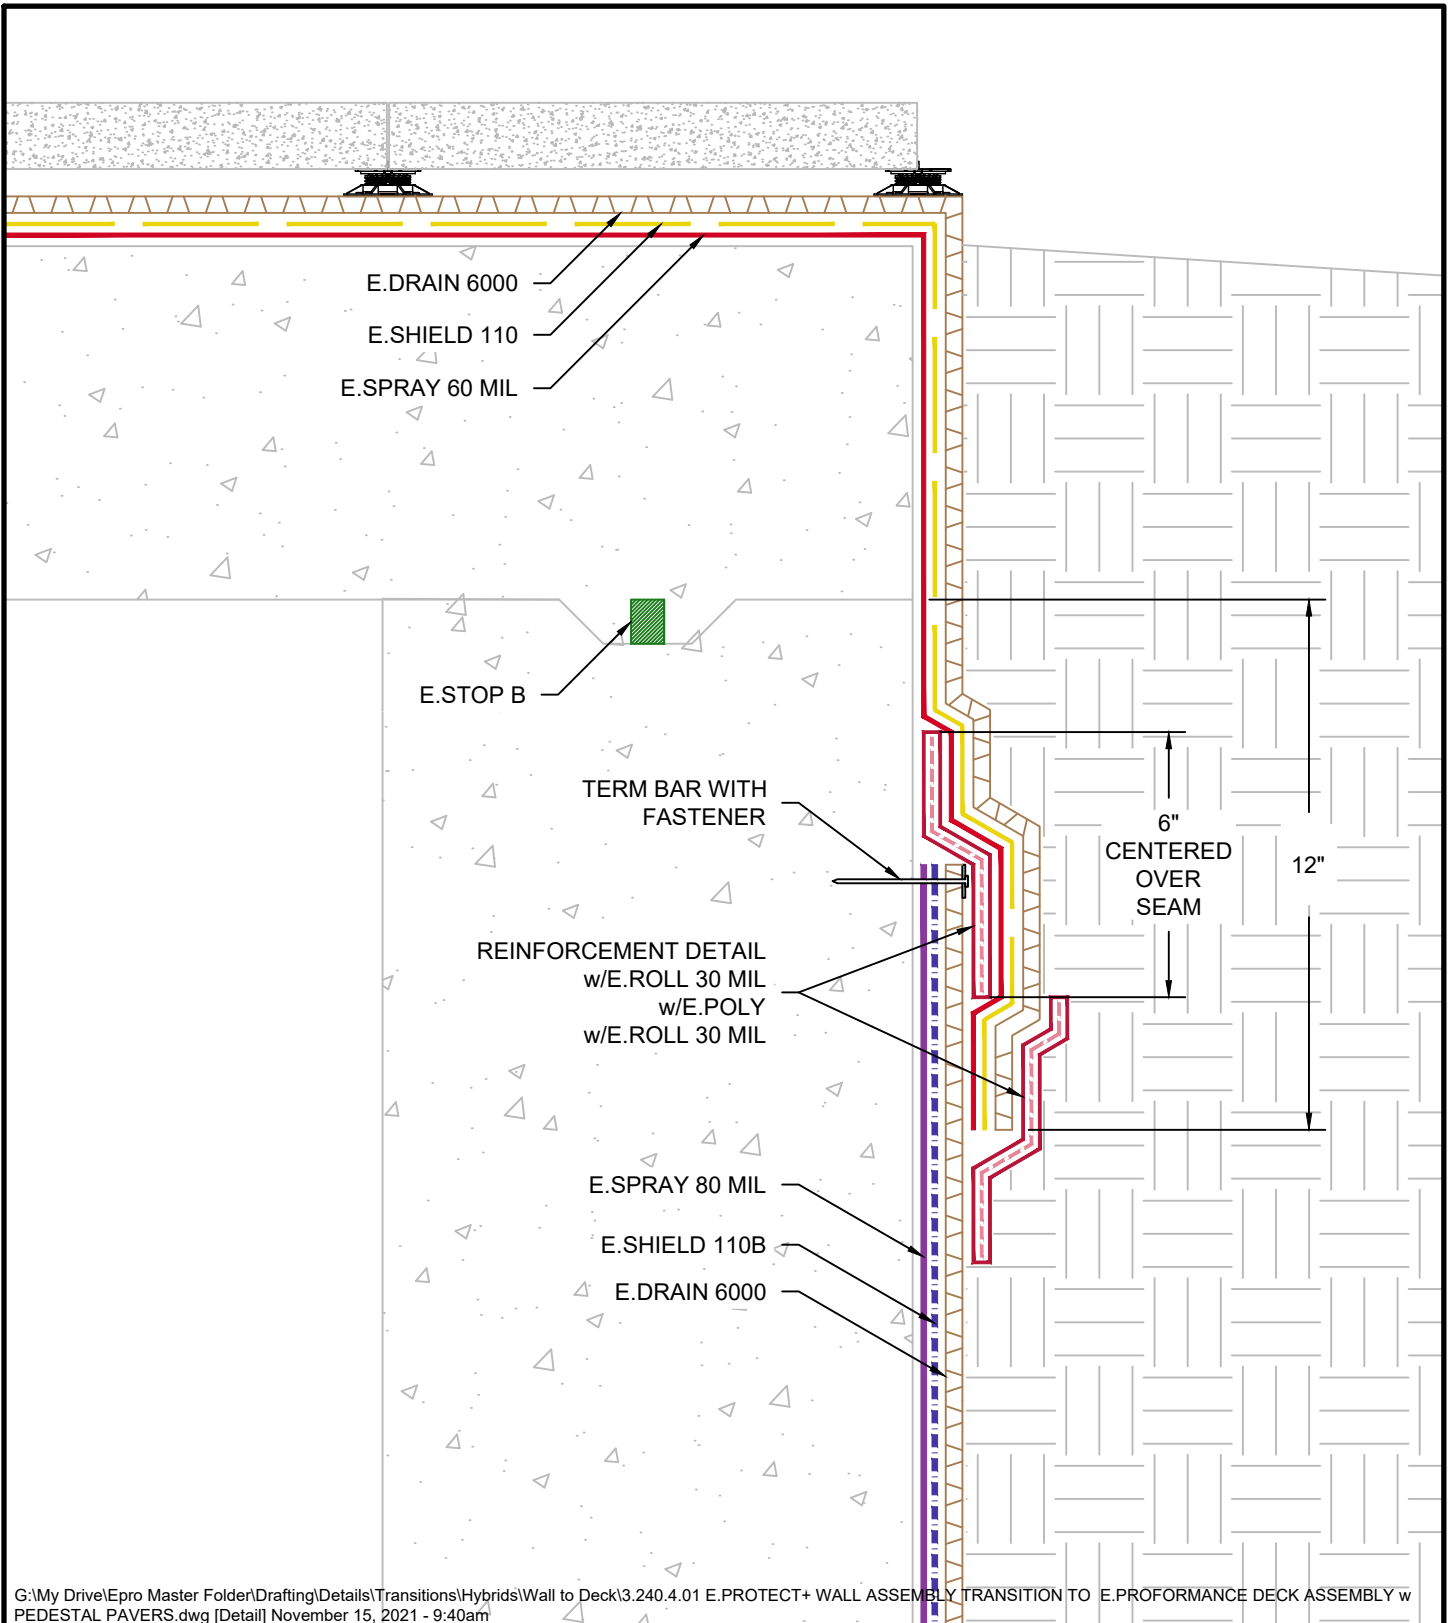 E.DRAIN 6000
E.SHIELD 110
E.SPRAY 60 MIL
E.STOP B
TERM BAR WITH
FASTENER
6"
CENTERED
OVER
SEAM
12"
REINFORCEMENT DETAIL
w/E.ROLL 30 MIL
w/E.POLY
w/E.ROLL 30 MIL
E.SPRAY 80 MIL
E.SHIELD 110B
E.DRAIN 6000
G:\My Drive\Epro Master Folder\Drafting\Details\Transitions\Hybrids\Wall to Deck\3.240.4.01 E.PROTECT+ WALL ASSEMBLY TRANSITION TO E.PROFORMANCE DECK ASSEMBLY w
PEDESTAL PAVERS.dwg [Detail] November 15, 2021 - 9:40am